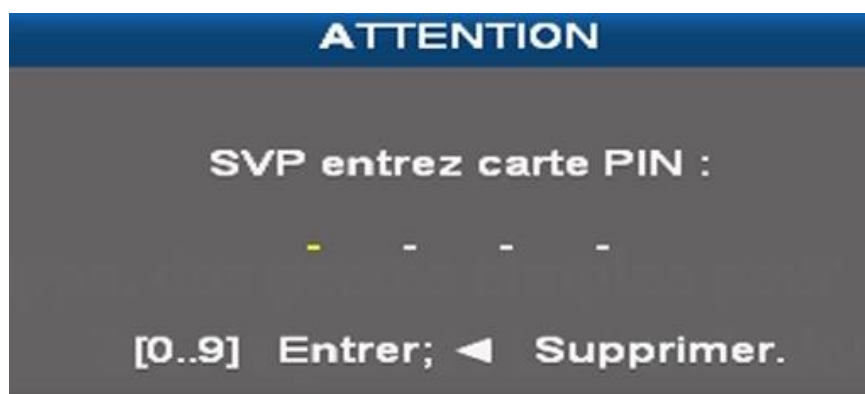 ATTENTION
SVP entrez carte PIN :
- - - -
[0..9] Entrer; ◄ Supprimer.